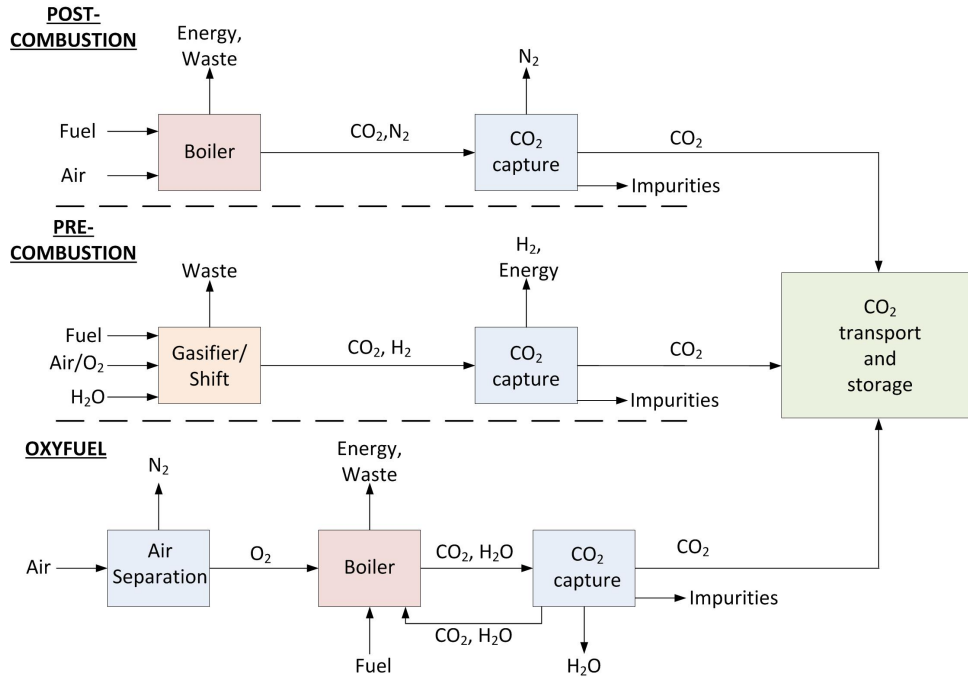 POST-
COMBUSTION
Energy,
Waste
N₂
Fuel
Air
Boiler
CO₂,N₂
CO₂
capture
CO₂
Impurities
PRE-
COMBUSTION
Waste
H₂,
Energy
Fuel
Air/O₂
H₂O
Gasifier/
Shift
CO₂, H₂
CO₂
capture
CO₂
Impurities
CO₂
transport
and
storage
OXYFUEL
N₂
Energy,
Waste
Air
Air
Separation
O₂
Boiler
CO₂, H₂O
CO₂
capture
CO₂
Impurities
CO₂, H₂O
Fuel
H₂O